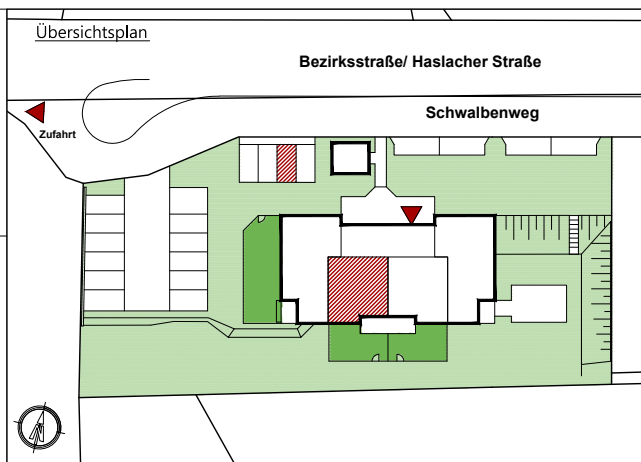 Übersichtsplan
Bezirksstraße/ Haslacher Straße
Schwalbenweg
Zufahrt